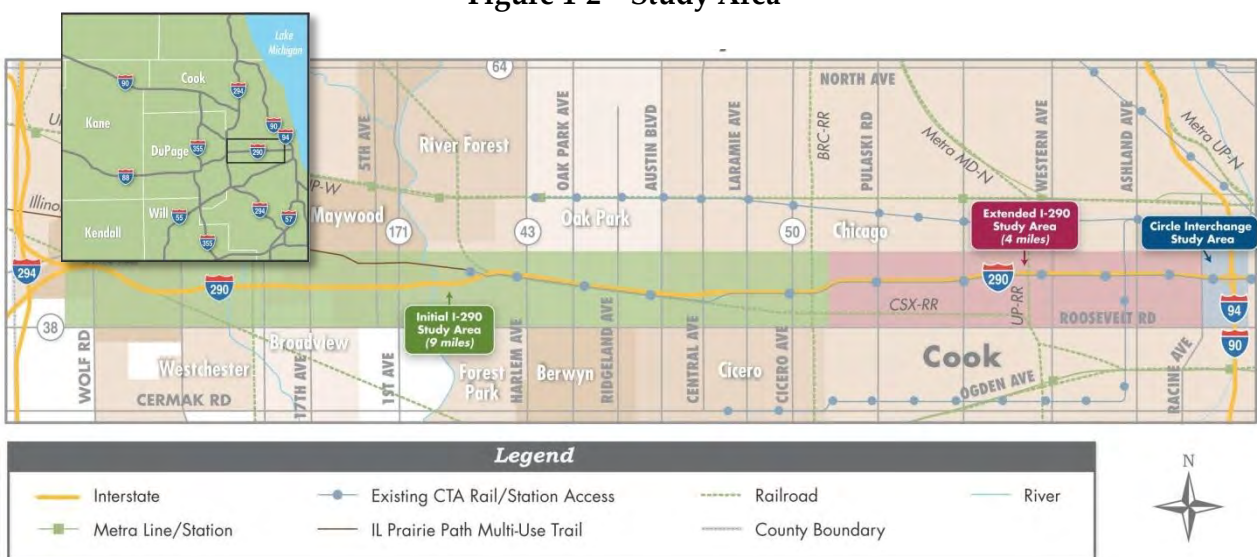 Figure 1-2 Study Area
Lake
Michigan
Cook
Kane
DuPage
Will
Kendall
90
294
90
94
355
290
88
55
294
57
355
64
NORTH AVE
5TH AVE
River Forest
OAK PARK AVE
AUSTIN BLVD
LARAMIE AVE
BRC-RR
PULASKI RD
Metra MD-N
WESTERN AVE
ASHLAND AVE
Metra UP-N
Maywood
171
43
Oak Park
50
Chicago
Extended I-290
Study Area
(4 miles)
Circle Interchange
Study Area
294
290
290
94
90
Initial I-290
Study Area
(9 miles)
CSX-RR
UP-RR
ROOSEVELT RD
38
WOLF RD
Westchester
Broadview
CERMAK RD
17TH AVE
1ST AVE
Forest
Park
HARLEM AVE
Berwyn
RIDGELAND AVE
CENTRAL AVE
Cicero
CICERO AVE
Cook
OGDEN AVE
RACINE AVE
Legend
Interstate
Existing CTA Rail/Station Access
Railroad
River
Metra Line/Station
IL Prairie Path Multi-Use Trail
County Boundary
N